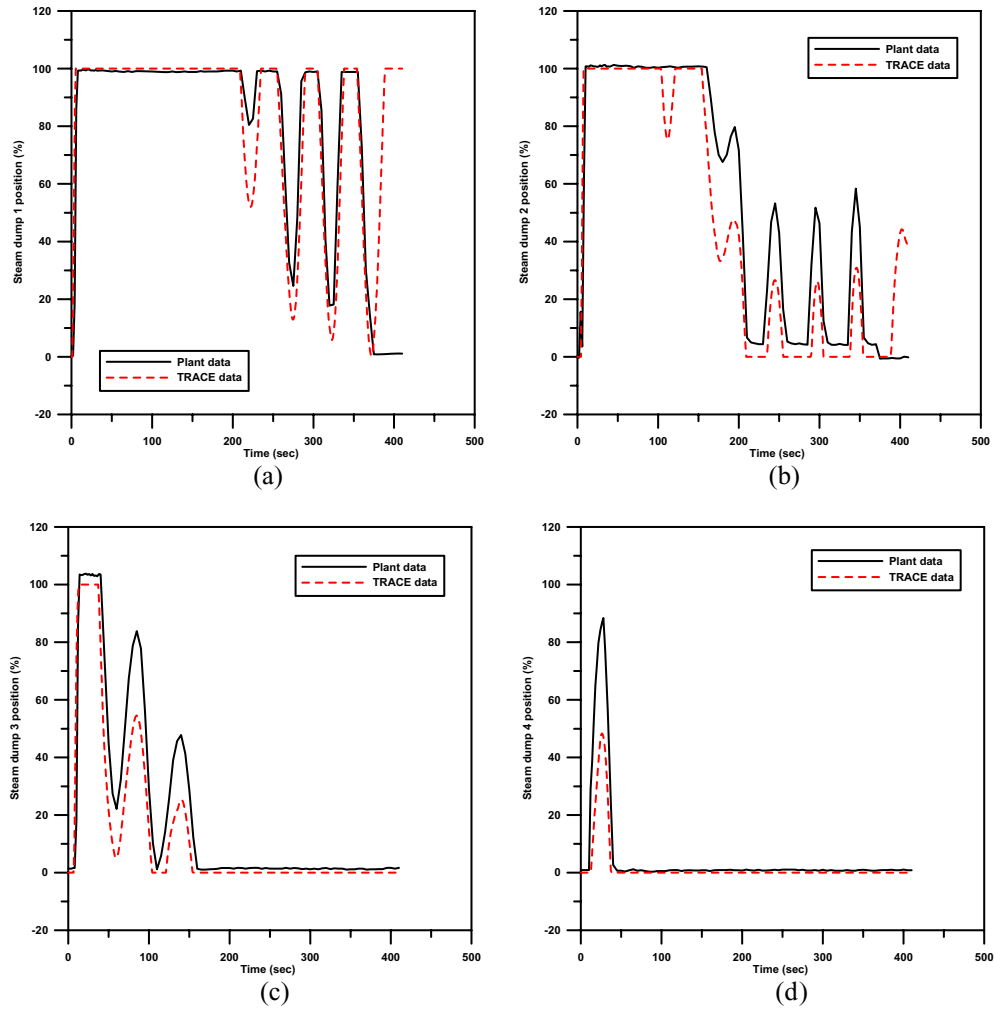 120
100
80
60
40
20
0
-20
Steam dump 1 position (%)
Plant data
TRACE data
0 100 200 300 400 500
Time (sec)
(a)
120
100
80
60
40
20
0
-20
Steam dump 2 position (%)
Plant data
TRACE data
0 100 200 300 400 500
Time (sec)
(b)
120
100
80
60
40
20
0
-20
Steam dump 3 position (%)
Plant data
TRACE data
0 100 200 300 400 500
Time (sec)
(c)
120
100
80
60
40
20
0
-20
Steam dump 4 position (%)
Plant data
TRACE data
0 100 200 300 400 500
Time (sec)
(d)